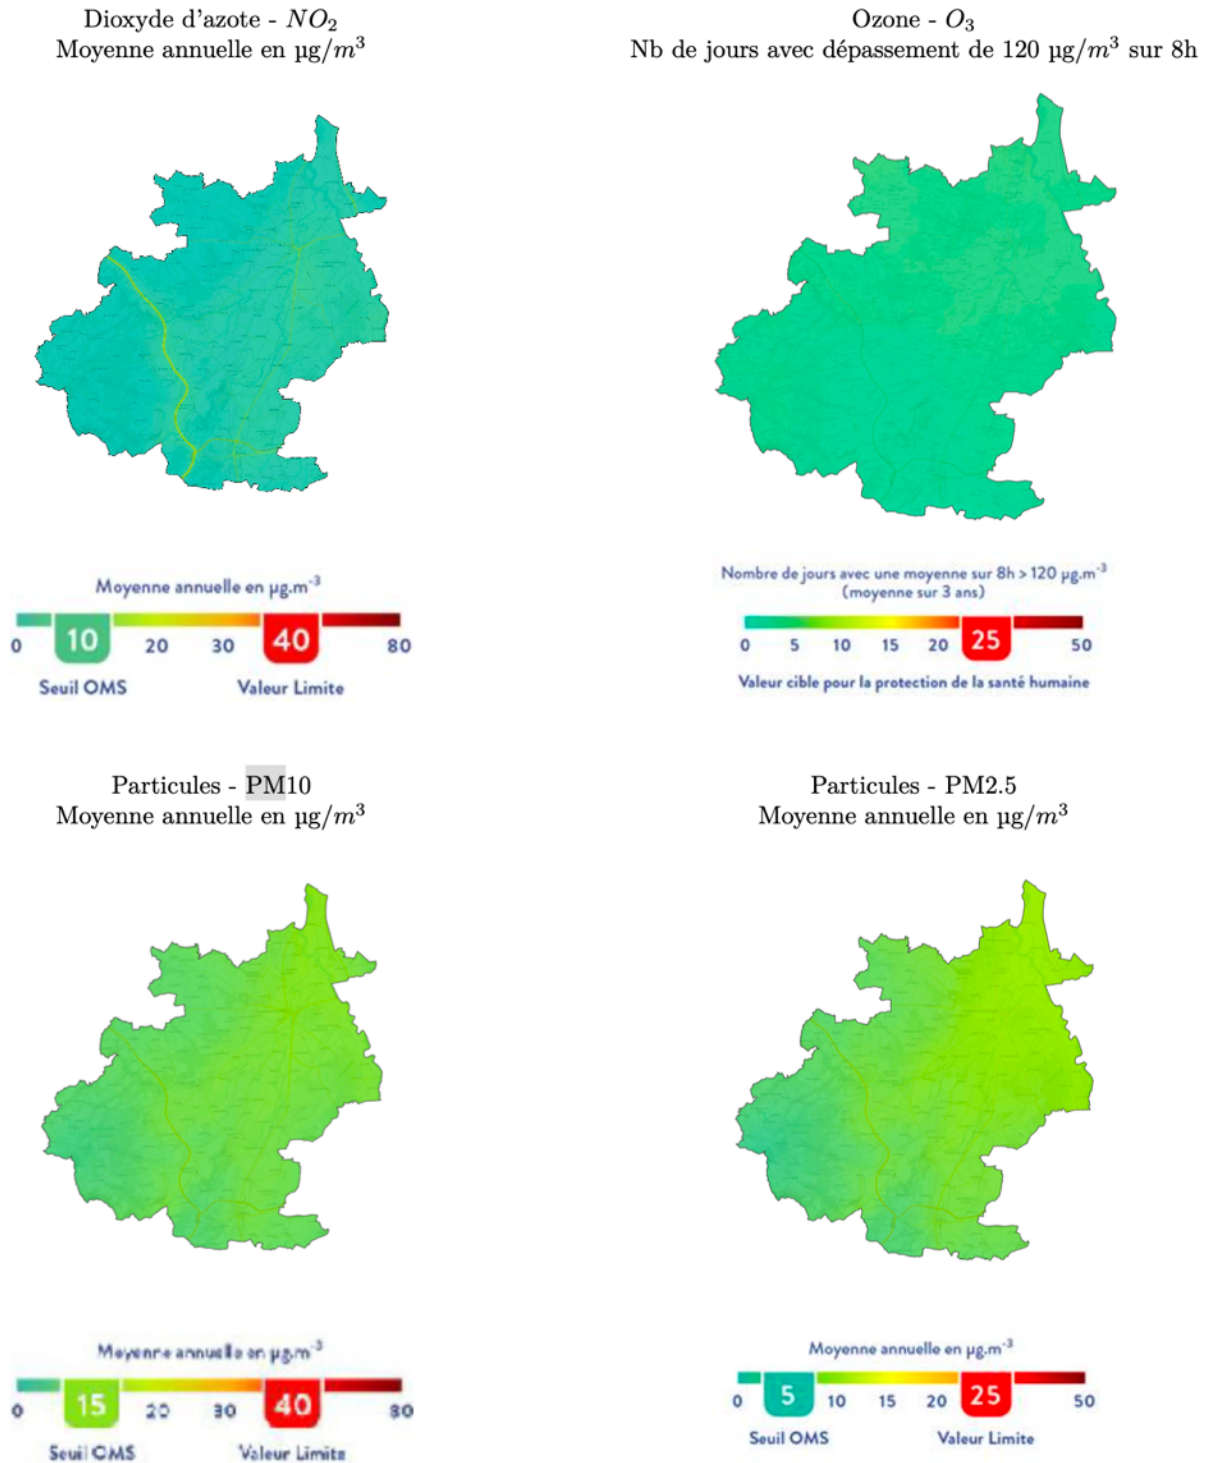 Dioxyde d'azote - NO₂
Moyenne annuelle en µg/m³
Ozone - O₃
Nb de jours avec dépassement de 120 µg/m³ sur 8h
Moyenne annuelle en µg.m⁻³
0 10 20 30 40 80
Seuil OMS Valeur Limite
Nombre de jours avec une moyenne sur 8h > 120 µg.m⁻³
(moyenne sur 3 ans)
0 5 10 15 20 25 50
Valeur cible pour la protection de la santé humaine
Particules - PM10
Moyenne annuelle en µg/m³
Particules - PM2.5
Moyenne annuelle en µg/m³
Moyenne annuelle en µg.m⁻³
0 15 20 30 40 80
Seuil OMS Valeur Limite
Moyenne annuelle en µg.m⁻³
0 5 10 15 20 25 50
Seuil OMS Valeur Limite